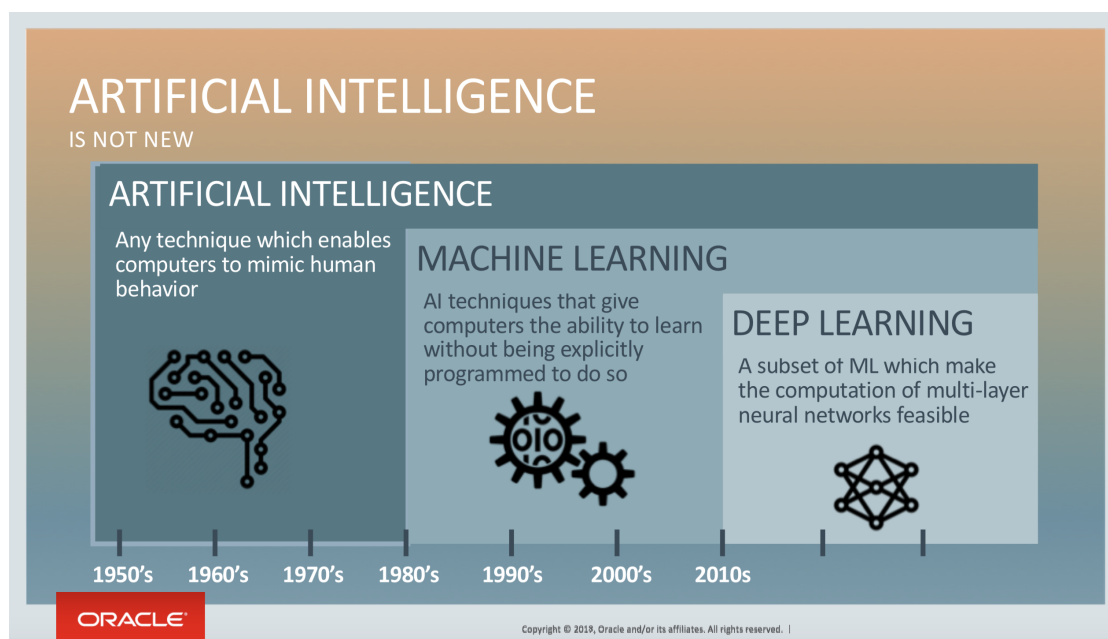 ARTIFICIAL INTELLIGENCE
IS NOT NEW
ARTIFICIAL INTELLIGENCE
Any technique which enables
computers to mimic human
behavior
MACHINE LEARNING
AI techniques that give
computers the ability to learn
without being explicitly
programmed to do so
DEEP LEARNING
A subset of ML which make
the computation of multi-layer
neural networks feasible
1950's 1960's 1970's 1980's 1990's 2000's 2010s
ORACLE®
Copyright © 2018, Oracle and/or its affiliates. All rights reserved. |